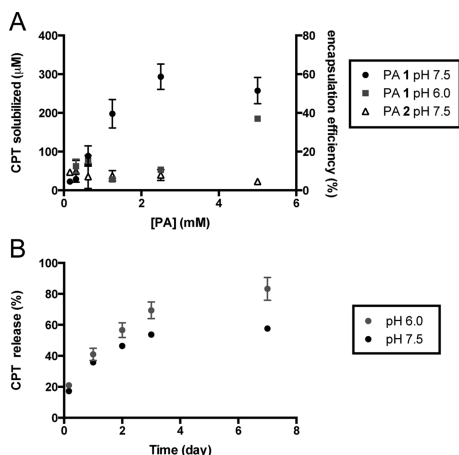 A
CPT solubilized (μM)
400
300
200
100
0
encapsulation efficiency (%)
80
60
40
20
0
0
2
4
6
[PA] (mM)
PA 1 pH 7.5
PA 1 pH 6.0
PA 2 pH 7.5
B
CPT release (%)
100
80
60
40
20
0
0
2
4
6
8
Time (day)
pH 6.0
pH 7.5